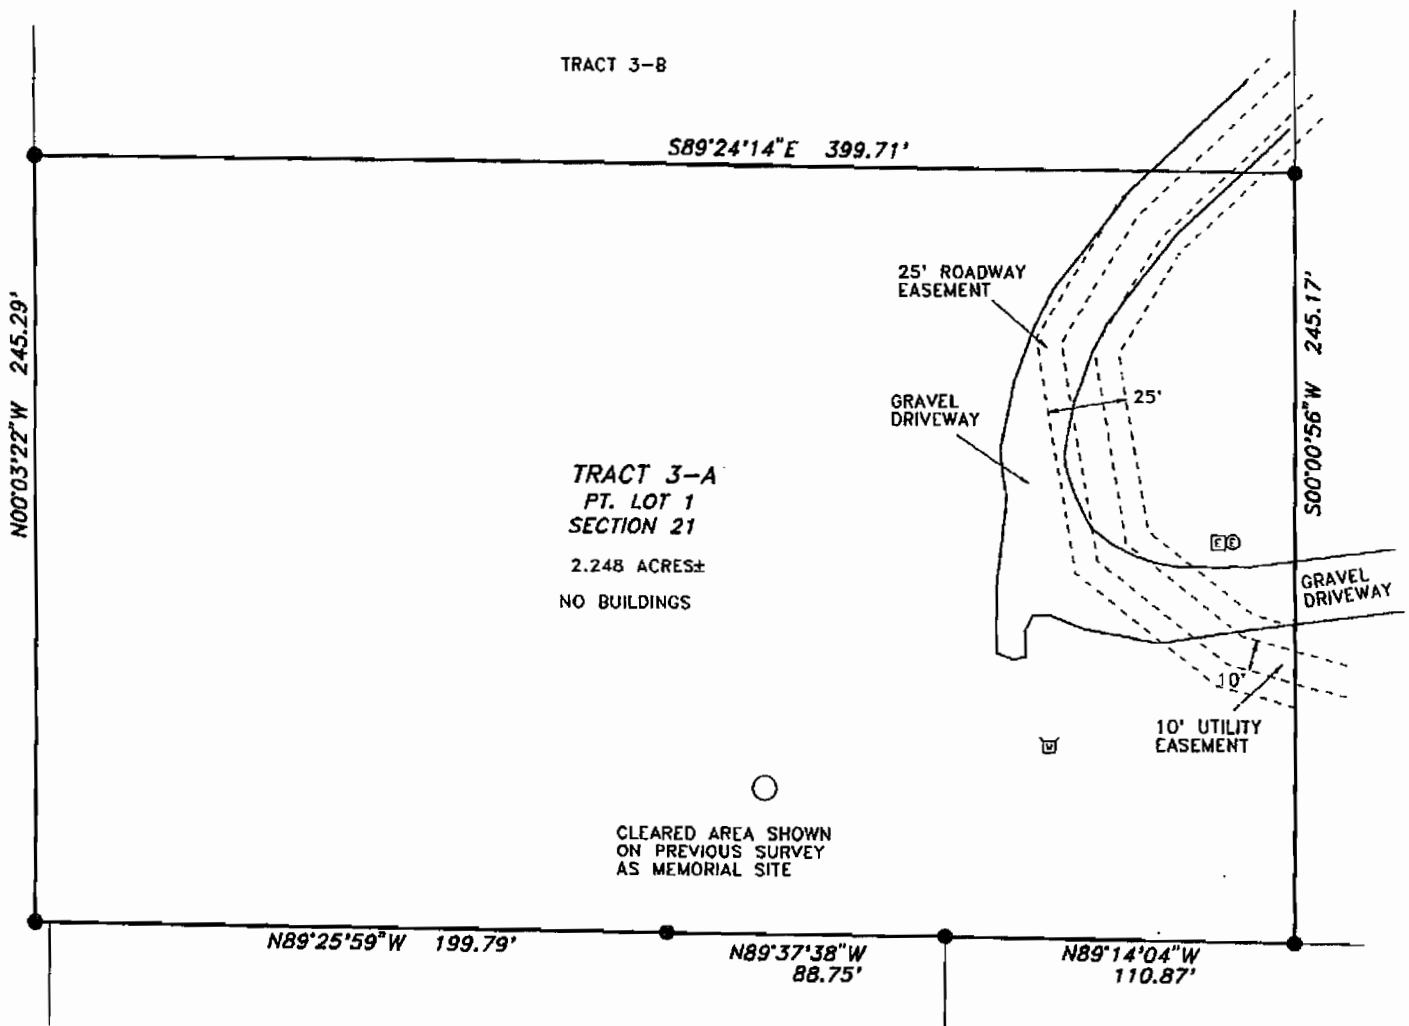 TRACT 3-B
S89°24'14"E 399.71'
25' ROADWAY
EASEMENT
N00°03'22"W 245.29'
S00°00'56"W 245.17'
GRAVEL
DRIVEWAY
25'
TRACT 3-A
PT. LOT 1
SECTION 21
2.248 ACRES±
NO BUILDINGS
E E
GRAVEL
DRIVEWAY
10'
10' UTILITY
EASEMENT
W
CLEARED AREA SHOWN
ON PREVIOUS SURVEY
AS MEMORIAL SITE
N89°25'59"W 199.79'
N89°37'38"W
88.75'
N89°14'04"W
110.87'